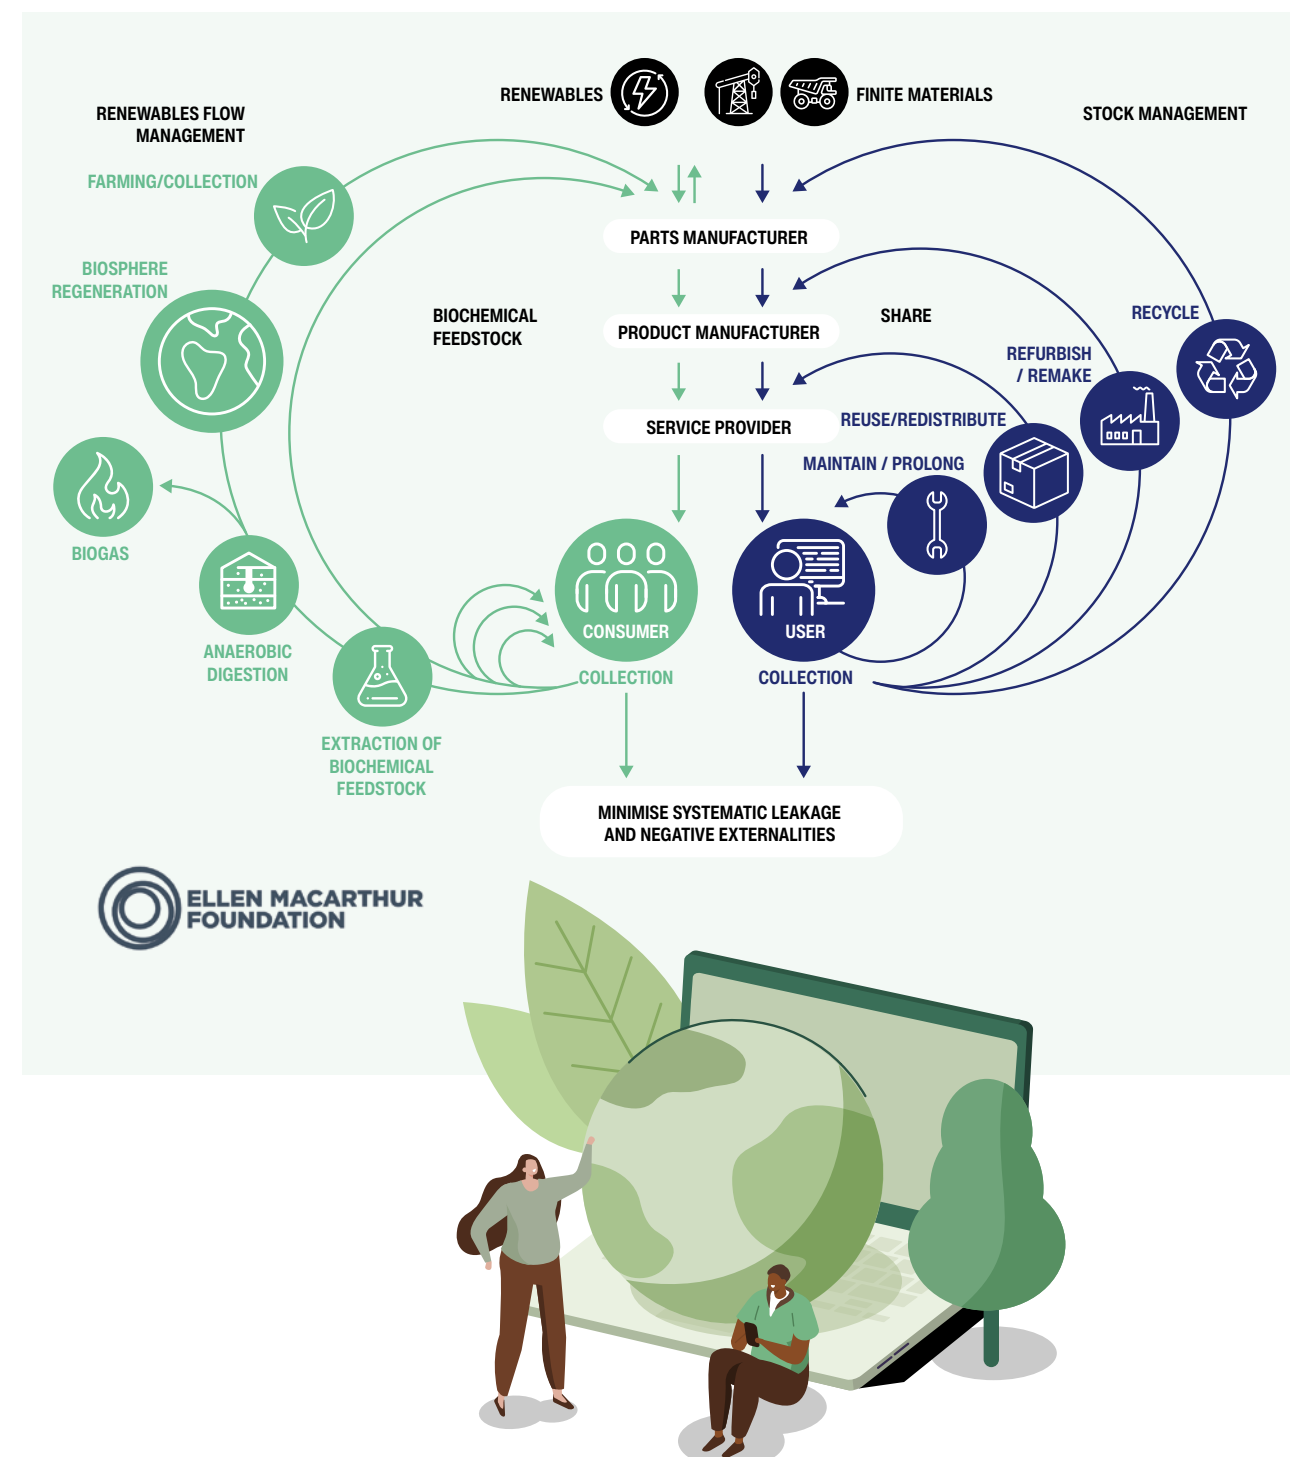 RENEWABLES
FINITE MATERIALS
RENEWABLES FLOW
MANAGEMENT
STOCK MANAGEMENT
FARMING/COLLECTION
PARTS MANUFACTURER
BIOSPHERE
REGENERATION
BIOCHEMICAL
FEEDSTOCK
SHARE
RECYCLE
PRODUCT MANUFACTURER
REFURBISH
/ REMAKE
SERVICE PROVIDER
REUSE/REDISTRIBUTE
MAINTAIN / PROLONG
BIOGAS
CONSUMER
USER
ANAEROBIC
DIGESTION
COLLECTION
COLLECTION
EXTRACTION OF
BIOCHEMICAL
FEEDSTOCK
MINIMISE SYSTEMATIC LEAKAGE
AND NEGATIVE EXTERNALITIES
ELLEN MACARTHUR
FOUNDATION